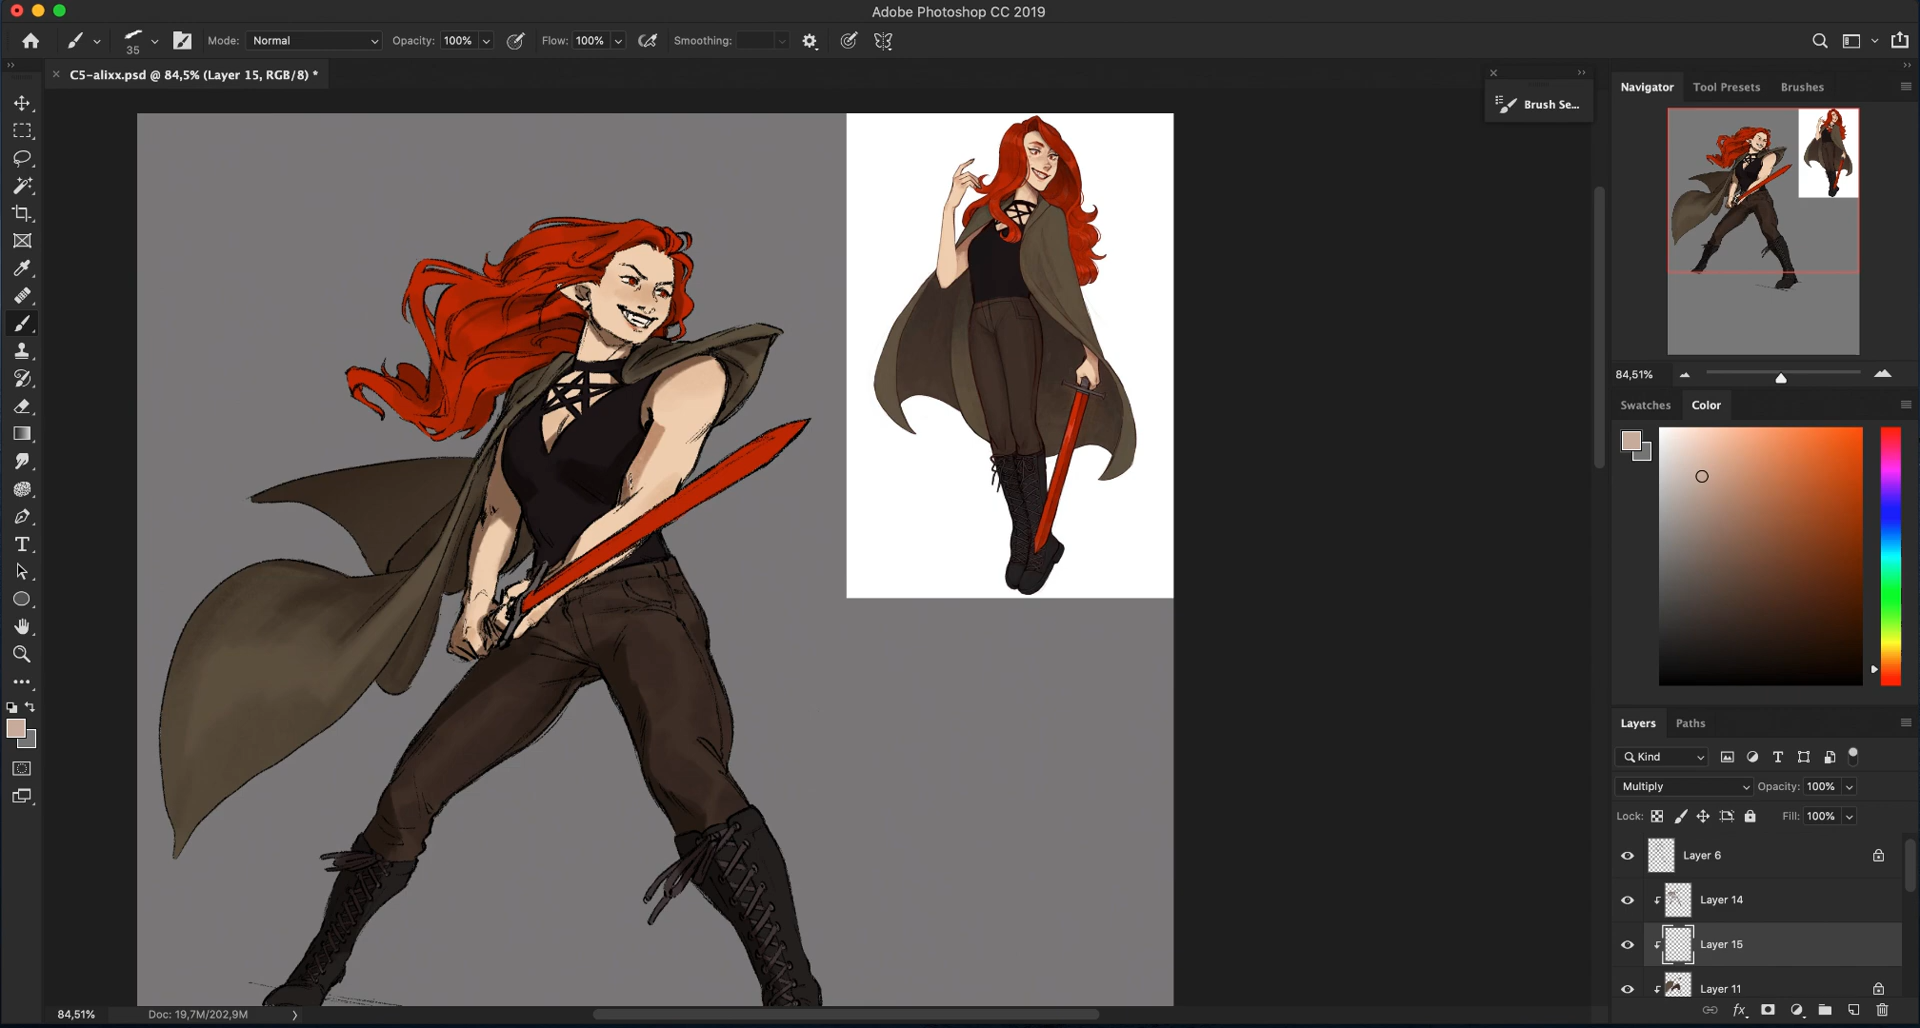 Adobe Photoshop CC 2019
35
Mode: Normal
Opacity: 100%
Flow: 100%
Smoothing:
C5-alixx.psd @ 84,5% (Layer 15, RGB/8) *
Brush Se...
Navigator Tool Presets Brushes
84,51%
Swatches Color
Layers Paths
Kind
Multiply Opacity: 100%
Lock: Fill: 100%
Layer 6
Layer 14
Layer 15
Layer 11
fx
84,51% Doc: 19,7M/202,9M